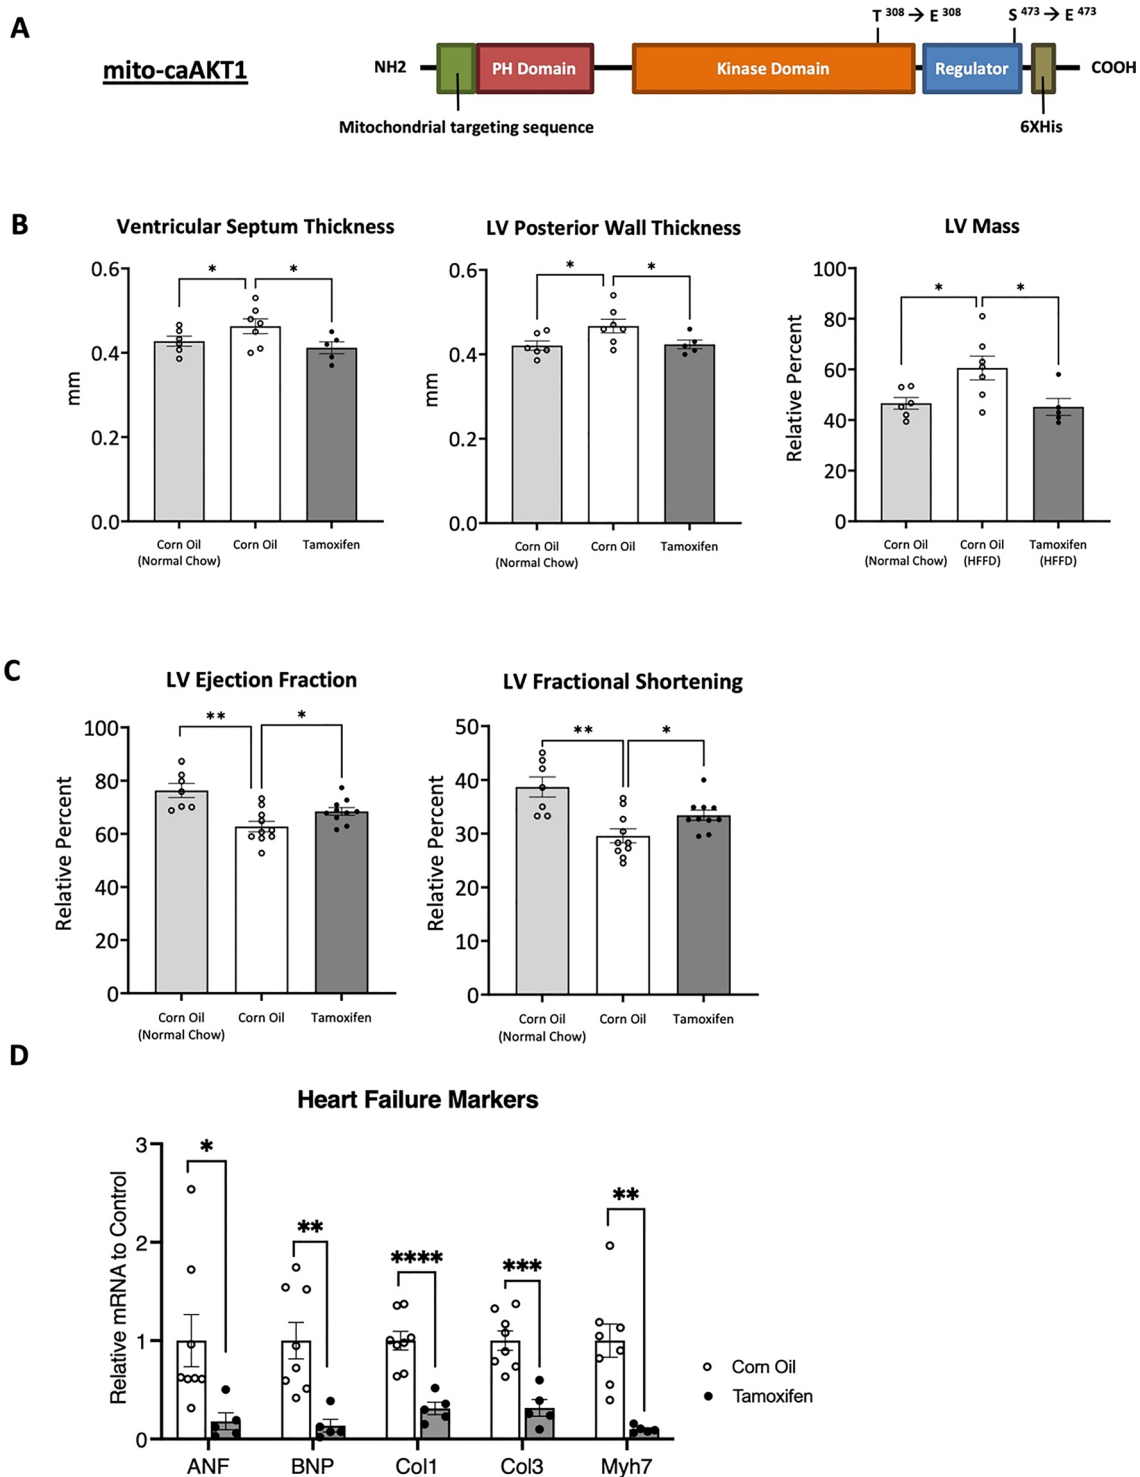 A
mito-caAKT1
T 308 → E 308
S 473 → E 473
NH2
PH Domain
Kinase Domain
Regulator
COOH
Mitochondrial targeting sequence
6XHis
B
Ventricular Septum Thickness
0.6
0.4
0.2
0.0
mm
* *
Corn Oil
(Normal Chow)
Corn Oil
Tamoxifen
LV Posterior Wall Thickness
0.6
0.4
0.2
0.0
mm
* *
Corn Oil
(Normal Chow)
Corn Oil
Tamoxifen
LV Mass
100
80
60
40
20
0
Relative Percent
* *
Corn Oil
(Normal Chow)
Corn Oil
(HFFD)
Tamoxifen
(HFFD)
C
LV Ejection Fraction
100
80
60
40
20
0
Relative Percent
** *
Corn Oil
(Normal Chow)
Corn Oil
Tamoxifen
LV Fractional Shortening
50
40
30
20
10
0
Relative Percent
** *
Corn Oil
(Normal Chow)
Corn Oil
Tamoxifen
D
Heart Failure Markers
3
2
1
0
Relative mRNA to Control
* ** **** *** **
ANF BNP Col1 Col3 Myh7
Corn Oil
Tamoxifen